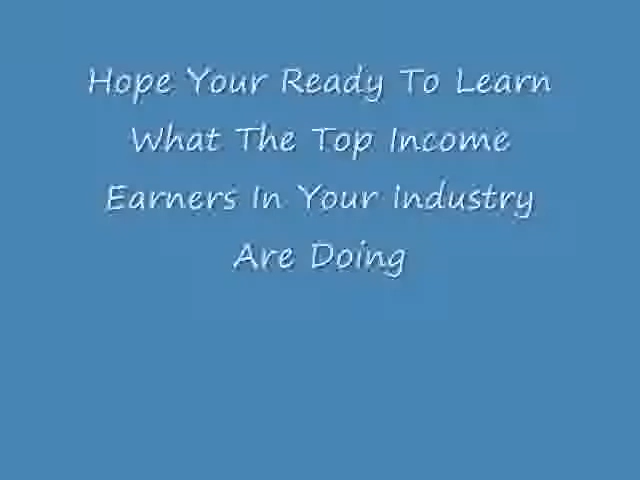 Hope Your Ready To Learn
What The Top Income
Earners In Your Industry
Are Doing